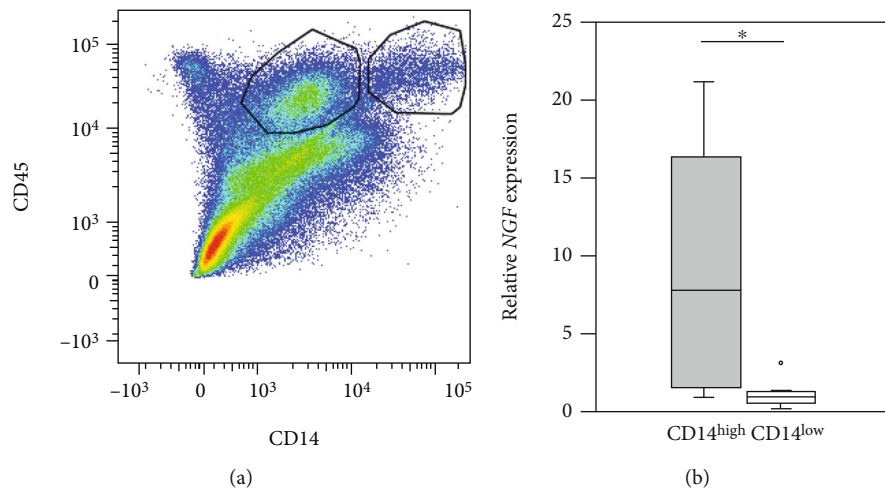 10⁵
10⁴
10³
0
–10³
CD45
–10³ 0 10³ 10⁴ 10⁵
CD14
(a)
25
20
15
10
5
0
Relative NGF expression
*
CD14high CD14low
(b)